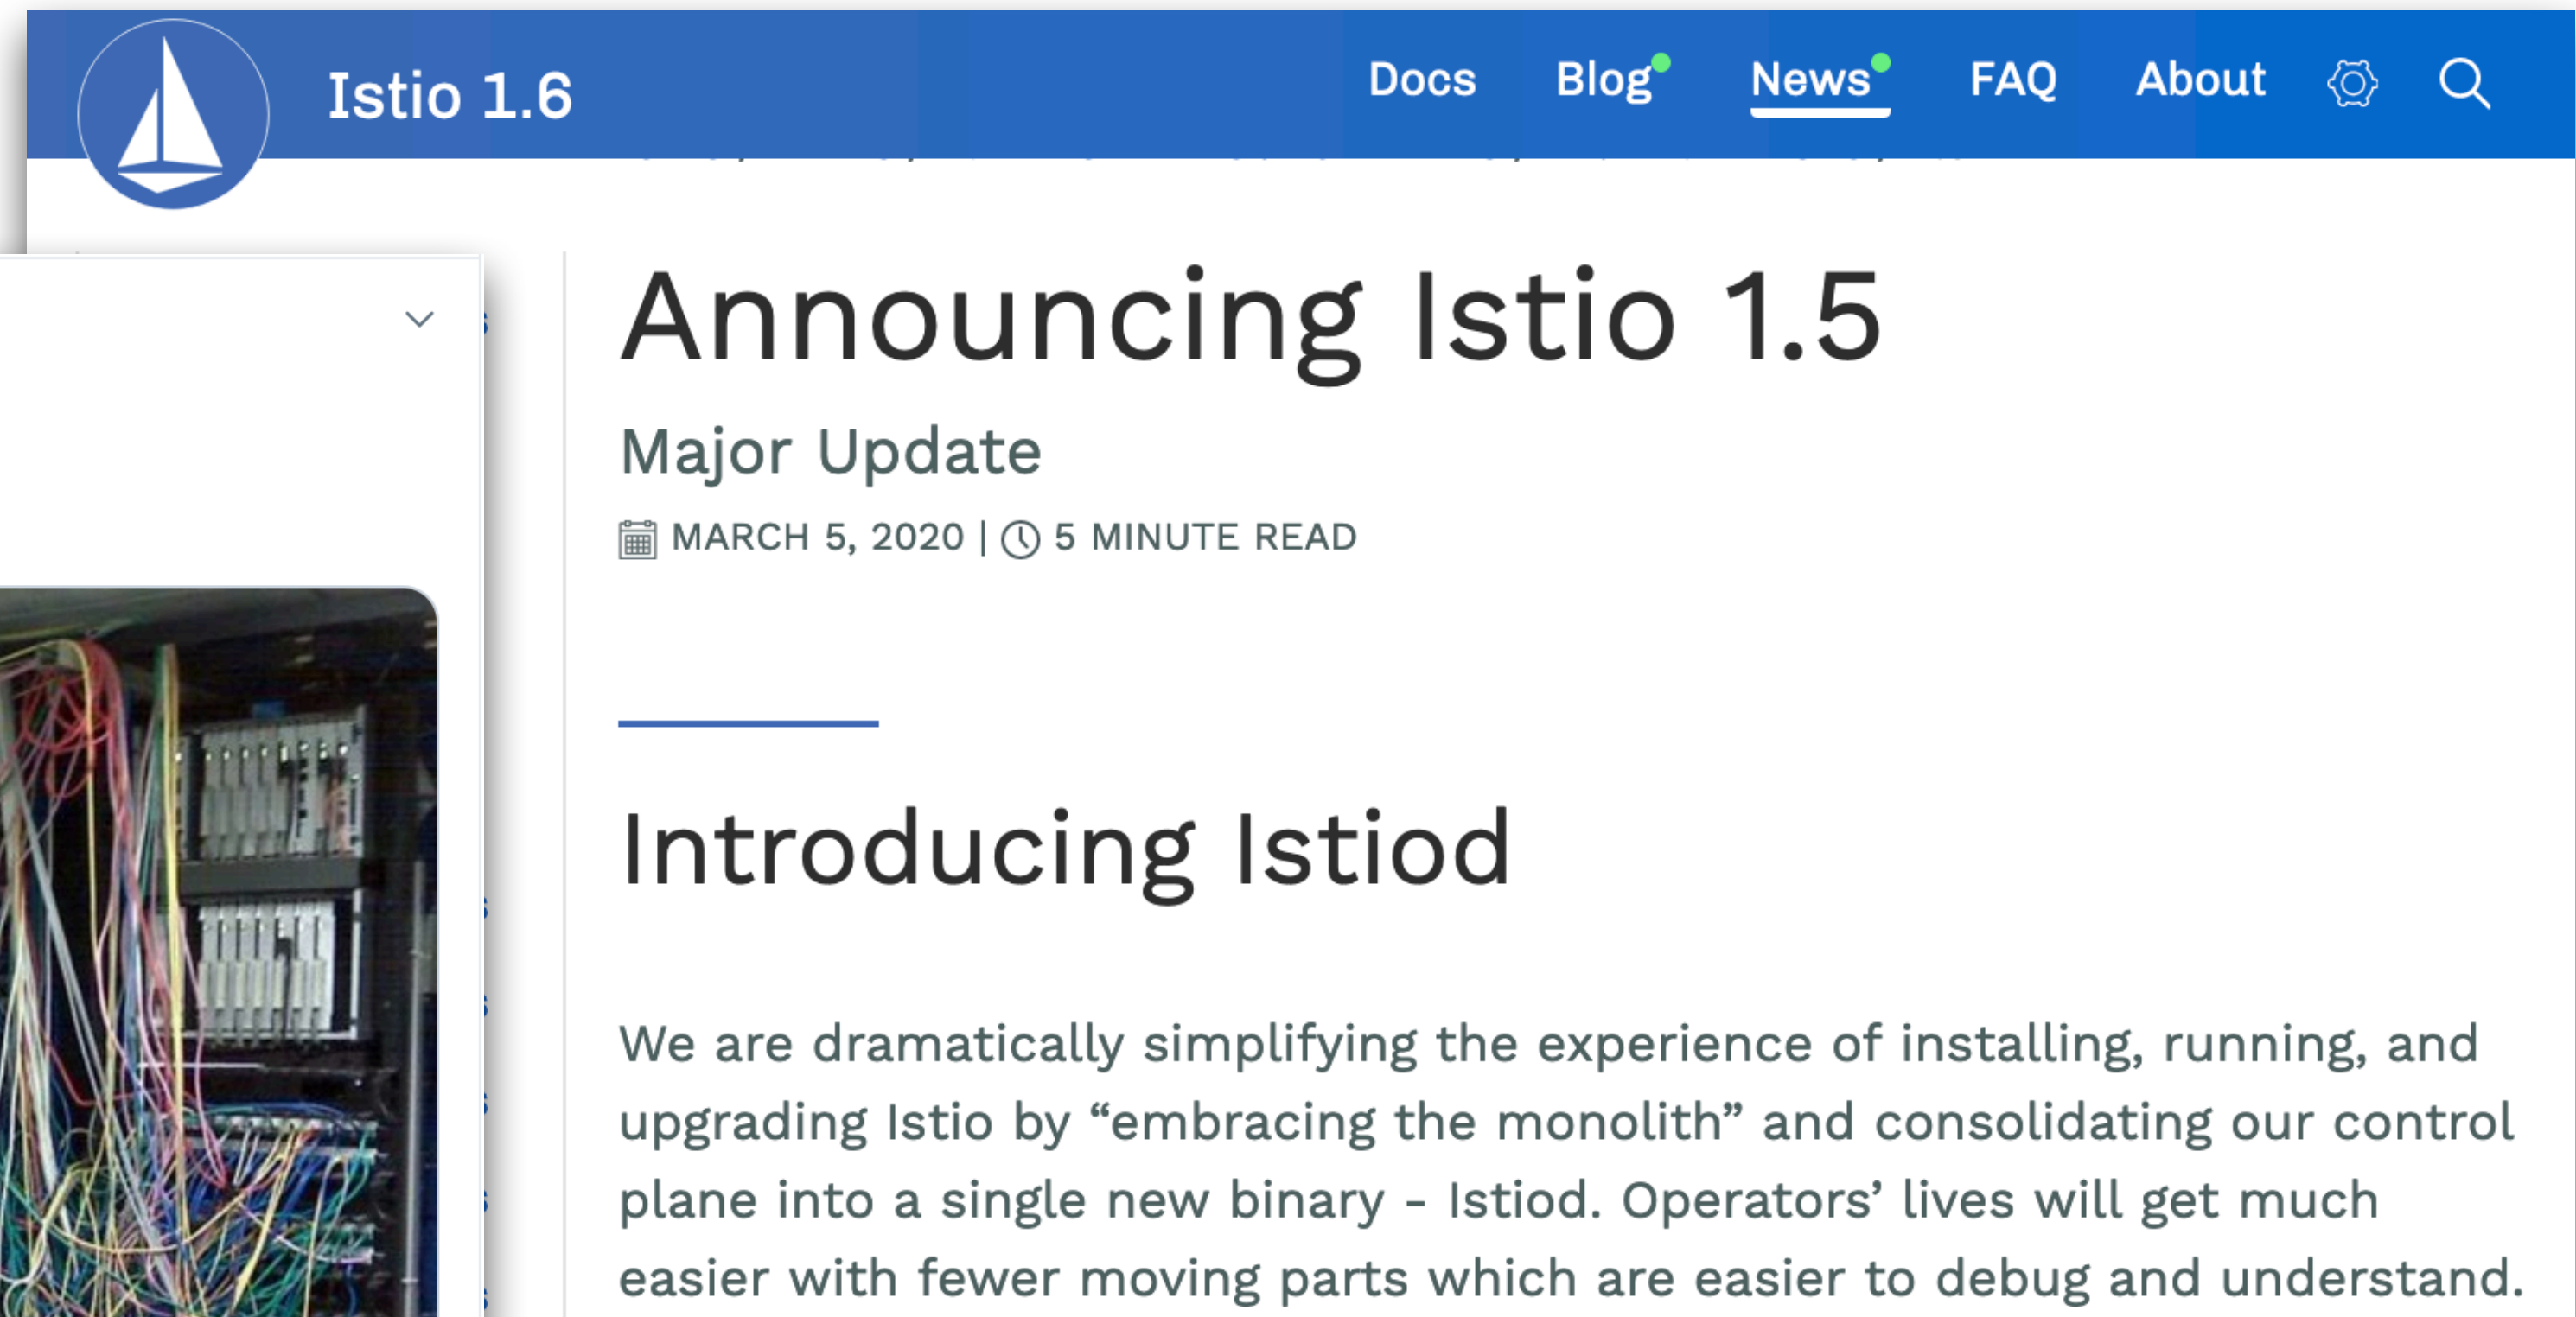 Istio 1.6
Docs
Blog
News
FAQ
About
Announcing Istio 1.5
Major Update
MARCH 5, 2020 | 5 MINUTE READ
Introducing Istiod
We are dramatically simplifying the experience of installing, running, and
upgrading Istio by “embracing the monolith” and consolidating our control
plane into a single new binary - Istiod. Operators’ lives will get much
easier with fewer moving parts which are easier to debug and understand.